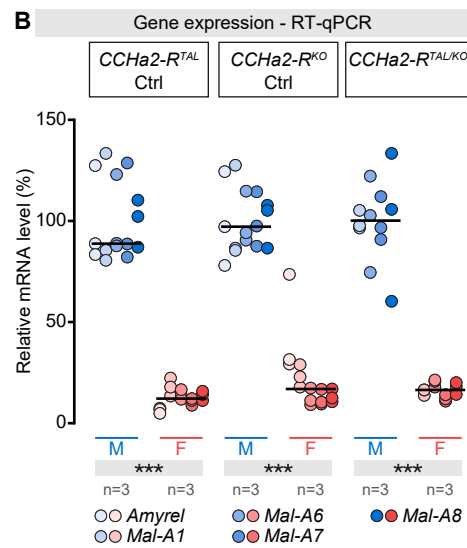 B
Gene expression - RT-qPCR
CCHa2-R^TAL Ctrl
CCHa2-R^KO Ctrl
CCHa2-R^TAL/KO
Relative mRNA level (%)
150
100
50
0
M F M F M F
*** *** ***
n=3 n=3 n=3 n=3 n=3 n=3
Amyrel Mal-A6 Mal-A8
Mal-A1 Mal-A7